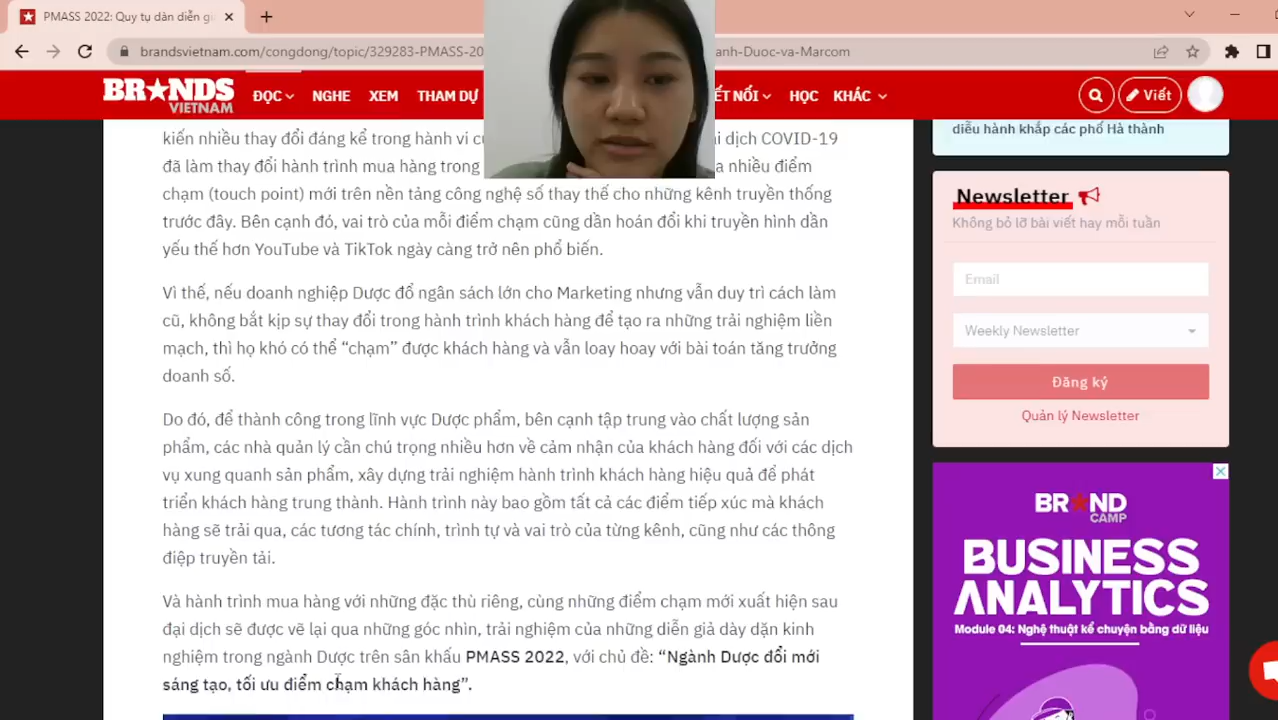 PMASS 2022: Quy tụ dàn diễn gi
brandsvietnam.com/congdong/topic/329283-PMASS-20
anh-Duoc-va-Marcom
BRANDS VIETNAM
ĐỌC
NGHE
XEM
THAM DỰ
ẾT NỐI
HỌC
KHÁC
Viết
kiến nhiều thay đổi đáng kể trong hành vi
dịch COVID-19
đã làm thay đổi hành trình mua hàng trong
nhiều điểm
chạm (touch point) mới trên nền tảng công nghệ số thay thế cho những kênh truyền thống
trước đây. Bên cạnh đó, vai trò của mỗi điểm chạm cũng dần hoán đổi khi truyền hình dần
yếu thế hơn YouTube và TikTok ngày càng trở nên phổ biến.
Vì thế, nếu doanh nghiệp Dược đổ ngân sách lớn cho Marketing nhưng vẫn duy trì cách làm
cũ, không bắt kịp sự thay đổi trong hành trình khách hàng để tạo ra những trải nghiệm liền
mạch, thì họ khó có thể “chạm” được khách hàng và vẫn loay hoay với bài toán tăng trưởng
doanh số.
Do đó, để thành công trong lĩnh vực Dược phẩm, bên cạnh tập trung vào chất lượng sản
phẩm, các nhà quản lý cần chú trọng nhiều hơn về cảm nhận của khách hàng đối với các dịch
vụ xung quanh sản phẩm, xây dựng trải nghiệm hành trình khách hàng hiệu quả để phát
triển khách hàng trung thành. Hành trình này bao gồm tất cả các điểm tiếp xúc mà khách
hàng sẽ trải qua, các tương tác chính, trình tự và vai trò của từng kênh, cũng như các thông
điệp truyền tải.
Và hành trình mua hàng với những đặc thù riêng, cùng những điểm chạm mới xuất hiện sau
đại dịch sẽ được vẽ lại qua những góc nhìn, trải nghiệm của những diễn giả dày dặn kinh
nghiệm trong ngành Dược trên sân khấu PMASS 2022, với chủ đề: “Ngành Dược đổi mới
sáng tạo, tối ưu điểm chạm khách hàng”.
diễu hành khắp các phố Hà thành
Newsletter
Không bỏ lỡ bài viết hay mỗi tuần
Email
Weekly Newsletter
Đăng ký
Quản lý Newsletter
BRAND
CAMP
BUSINESS
ANALYTICS
Module 04: Nghệ thuật kể chuyện bằng dữ liệu